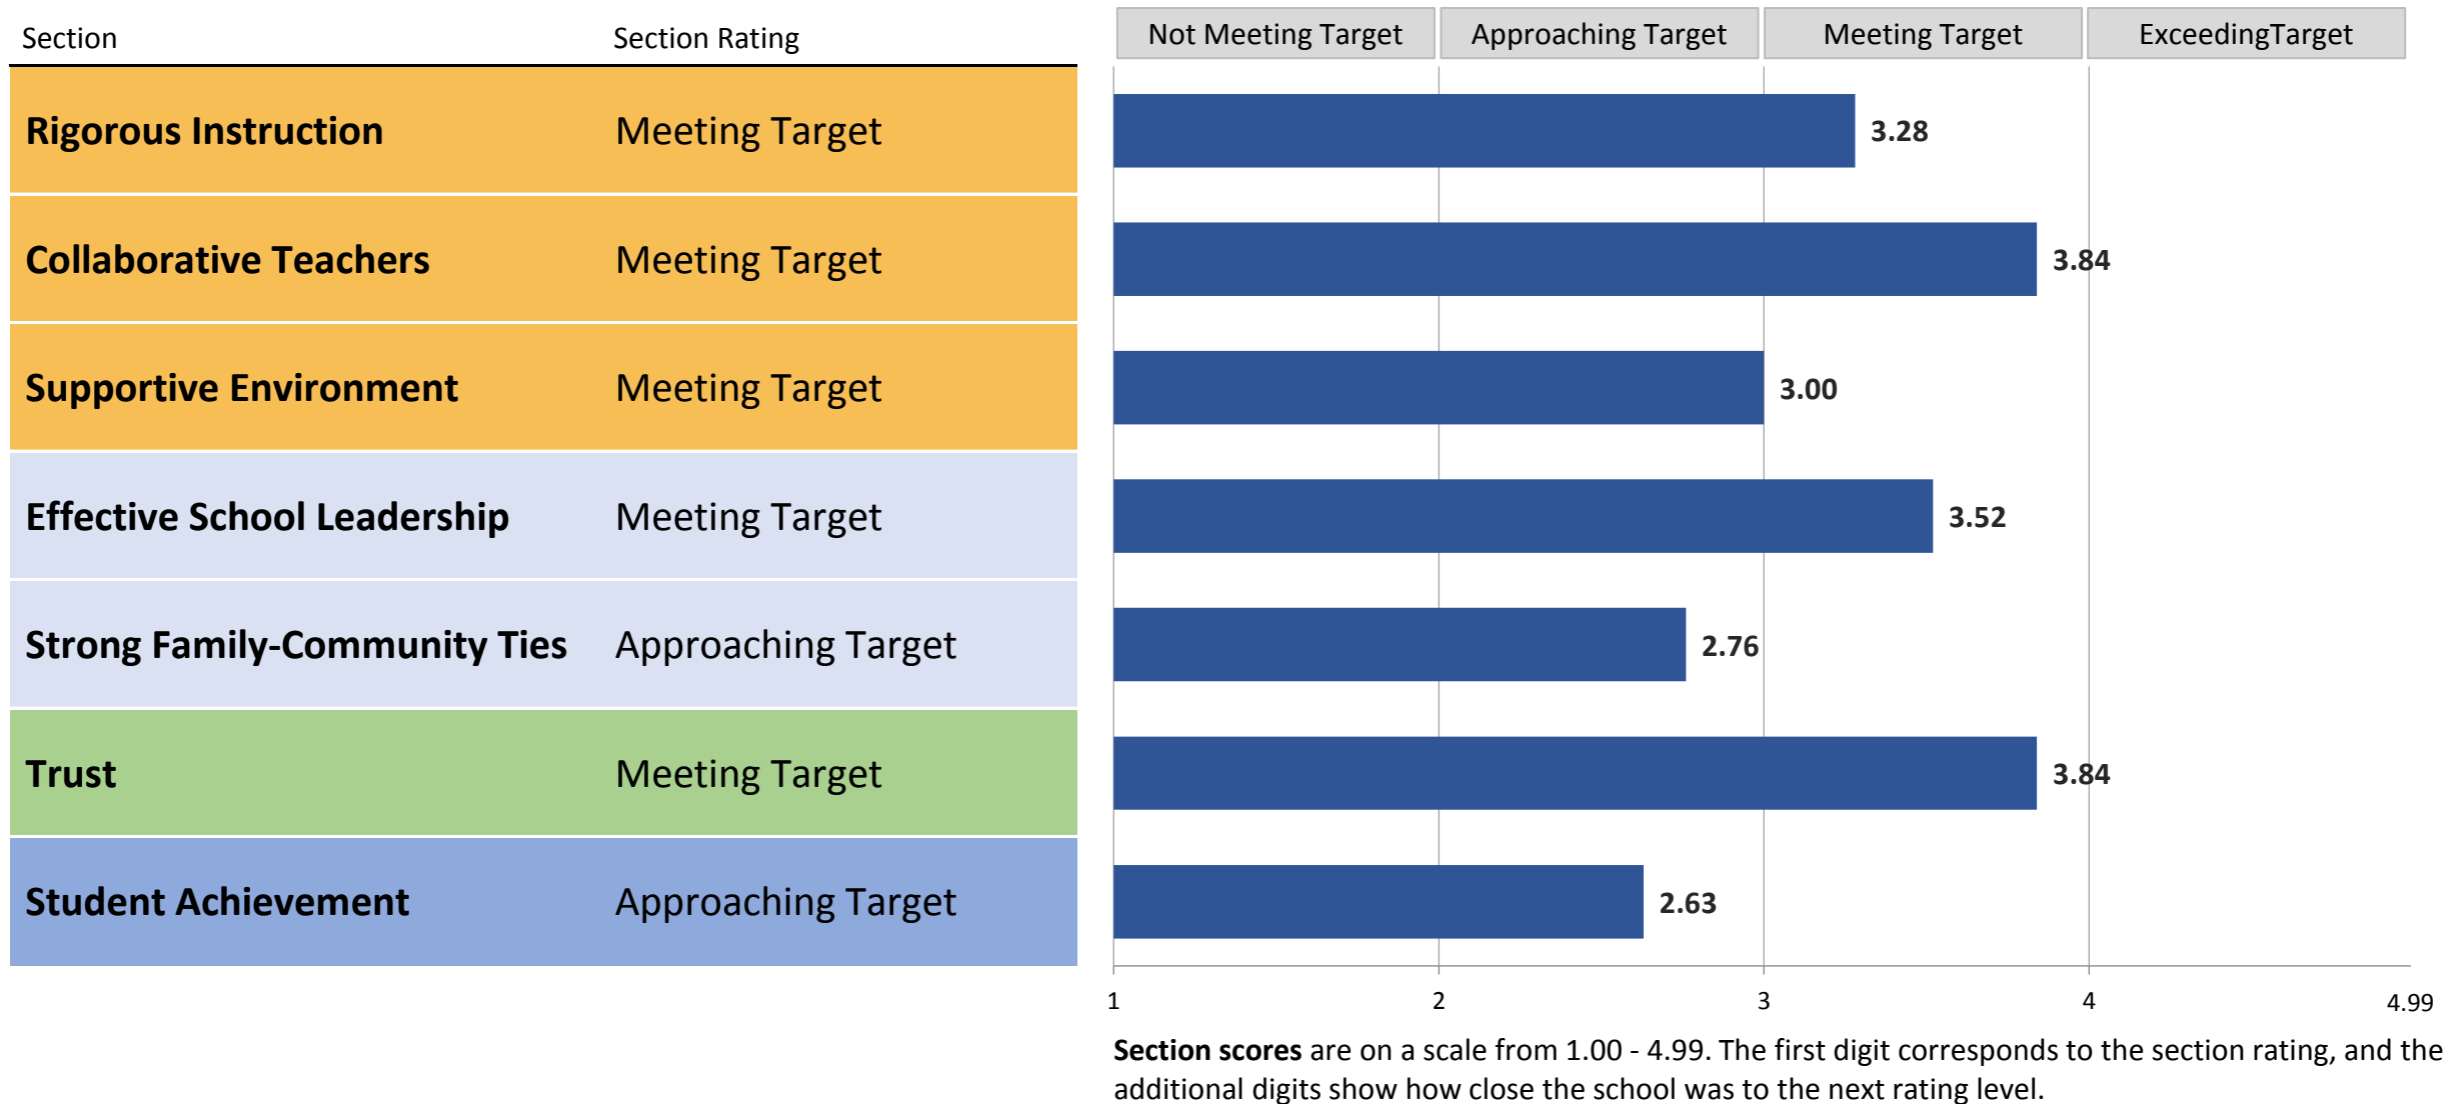 Section Section Rating Not Meeting Target Approaching Target Meeting Target ExceedingTarget
Rigorous Instruction Meeting Target 3.28
Collaborative Teachers Meeting Target 3.84
Supportive Environment Meeting Target 3.00
Effective School Leadership Meeting Target 3.52
Strong Family-Community Ties Approaching Target 2.76
Trust Meeting Target 3.84
Student Achievement Approaching Target 2.63
1 2 3 4 4.99
Section scores are on a scale from 1.00 - 4.99. The first digit corresponds to the section rating, and the
additional digits show how close the school was to the next rating level.